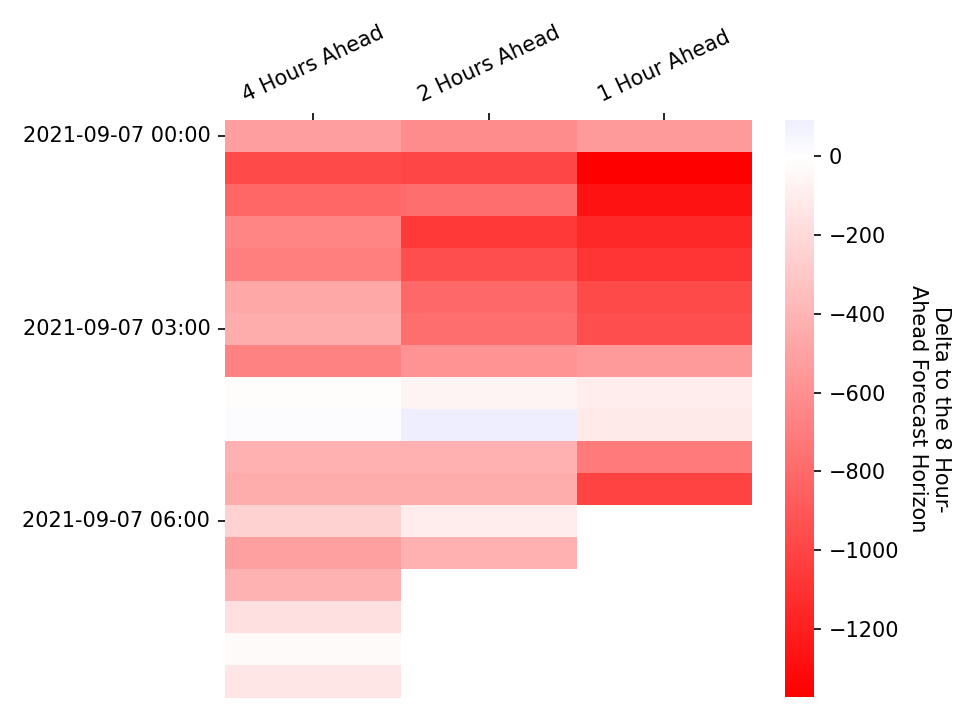 4 Hours Ahead
2 Hours Ahead
1 Hour Ahead
2021-09-07 00:00
2021-09-07 03:00
2021-09-07 06:00
0
−200
−400
−600
−800
−1000
−1200
Delta to the 8 Hour-
Ahead Forecast Horizon